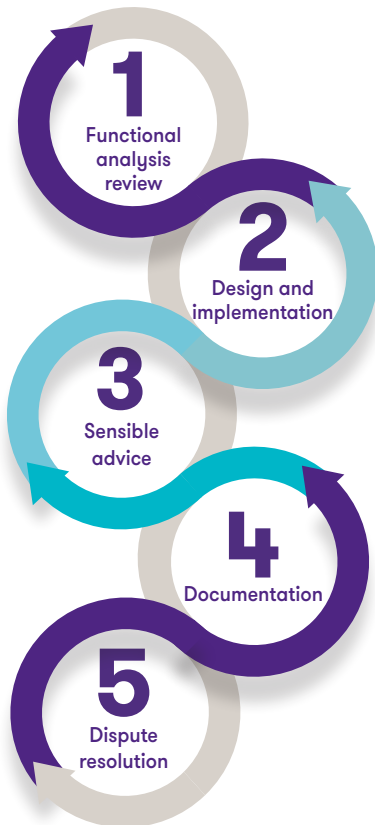 1
Functional
analysis
review
2
Design and
implementation
3
Sensible
advice
4
Documentation
5
Dispute
resolution